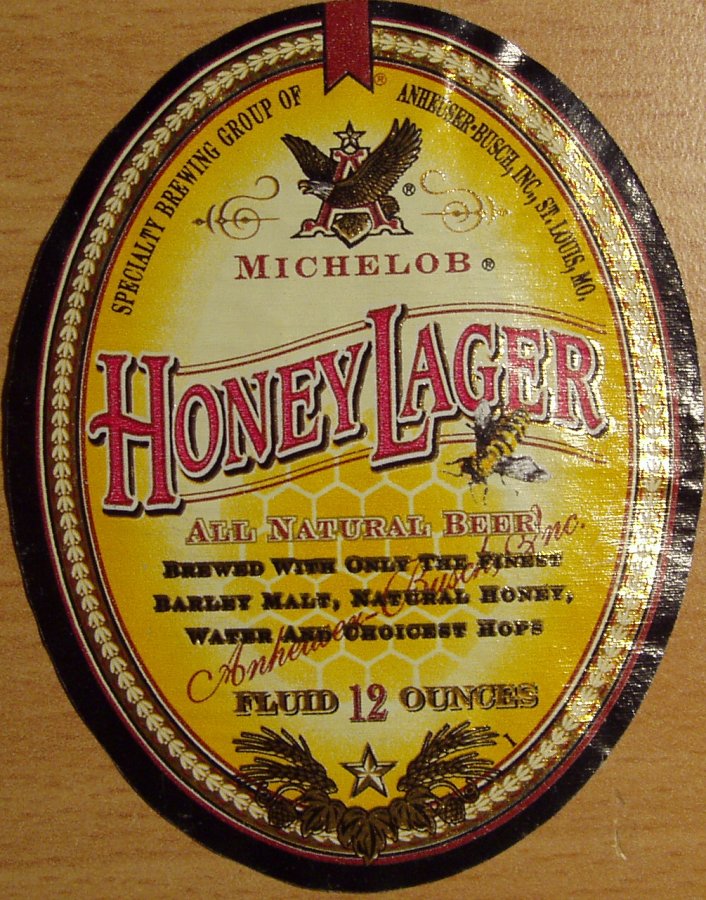 SPECIALTY BREWING GROUP OF ANHEUSER-BUSCH, INC., ST. LOUIS, MO.
®
®
MICHELOB ®
HONEY LAGER
ALL NATURAL BEER
BREWED WITH ONLY THE FINEST
BARLEY MALT, NATURAL HONEY,
WATER AND CHOICEST HOPS
Anheuser-Busch, Inc.
FLUID 12 OUNCES